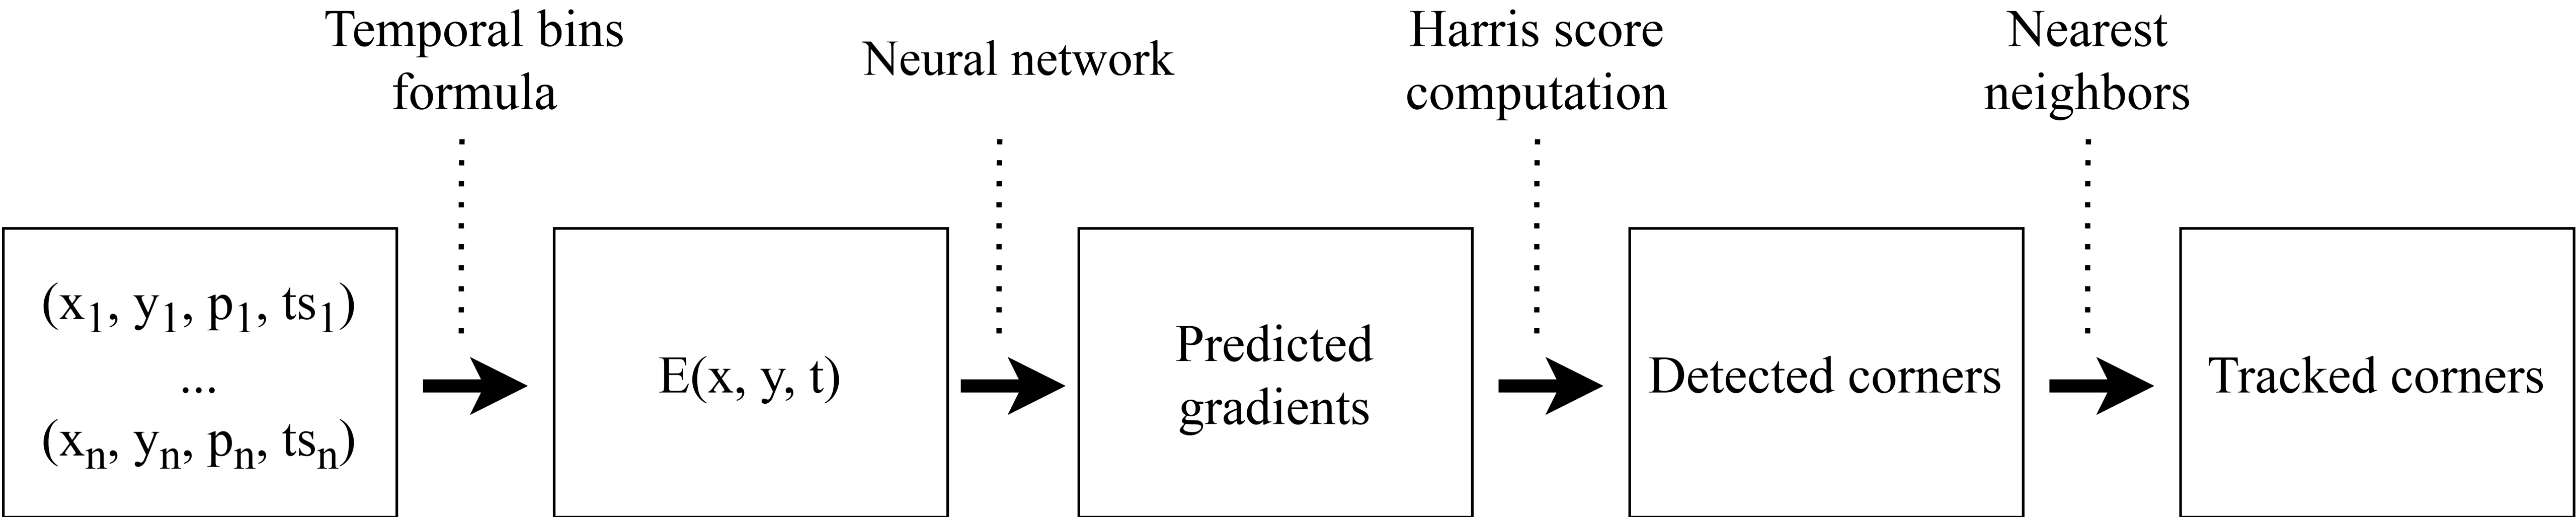 Temporal bins
formula
Neural network
Harris score
computation
Nearest
neighbors
(x₁, y₁, p₁, ts₁)
...
(xₙ, yₙ, pₙ, tsₙ)
E(x, y, t)
Predicted
gradients
Detected corners
Tracked corners